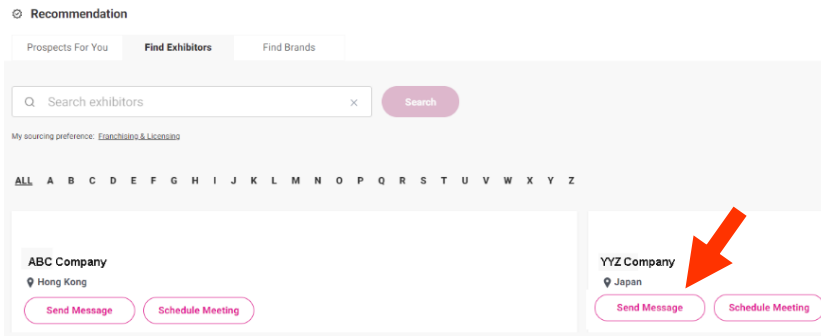 Recommendation
Prospects For You Find Exhibitors Find Brands
Search exhibitors × Search
My sourcing preference: Franchising & Licensing
ALL A B C D E F G H I J K L M N O P Q R S T U V W X Y Z
ABC Company YYZ Company
Hong Kong Japan
Send Message Schedule Meeting Send Message Schedule Meeting